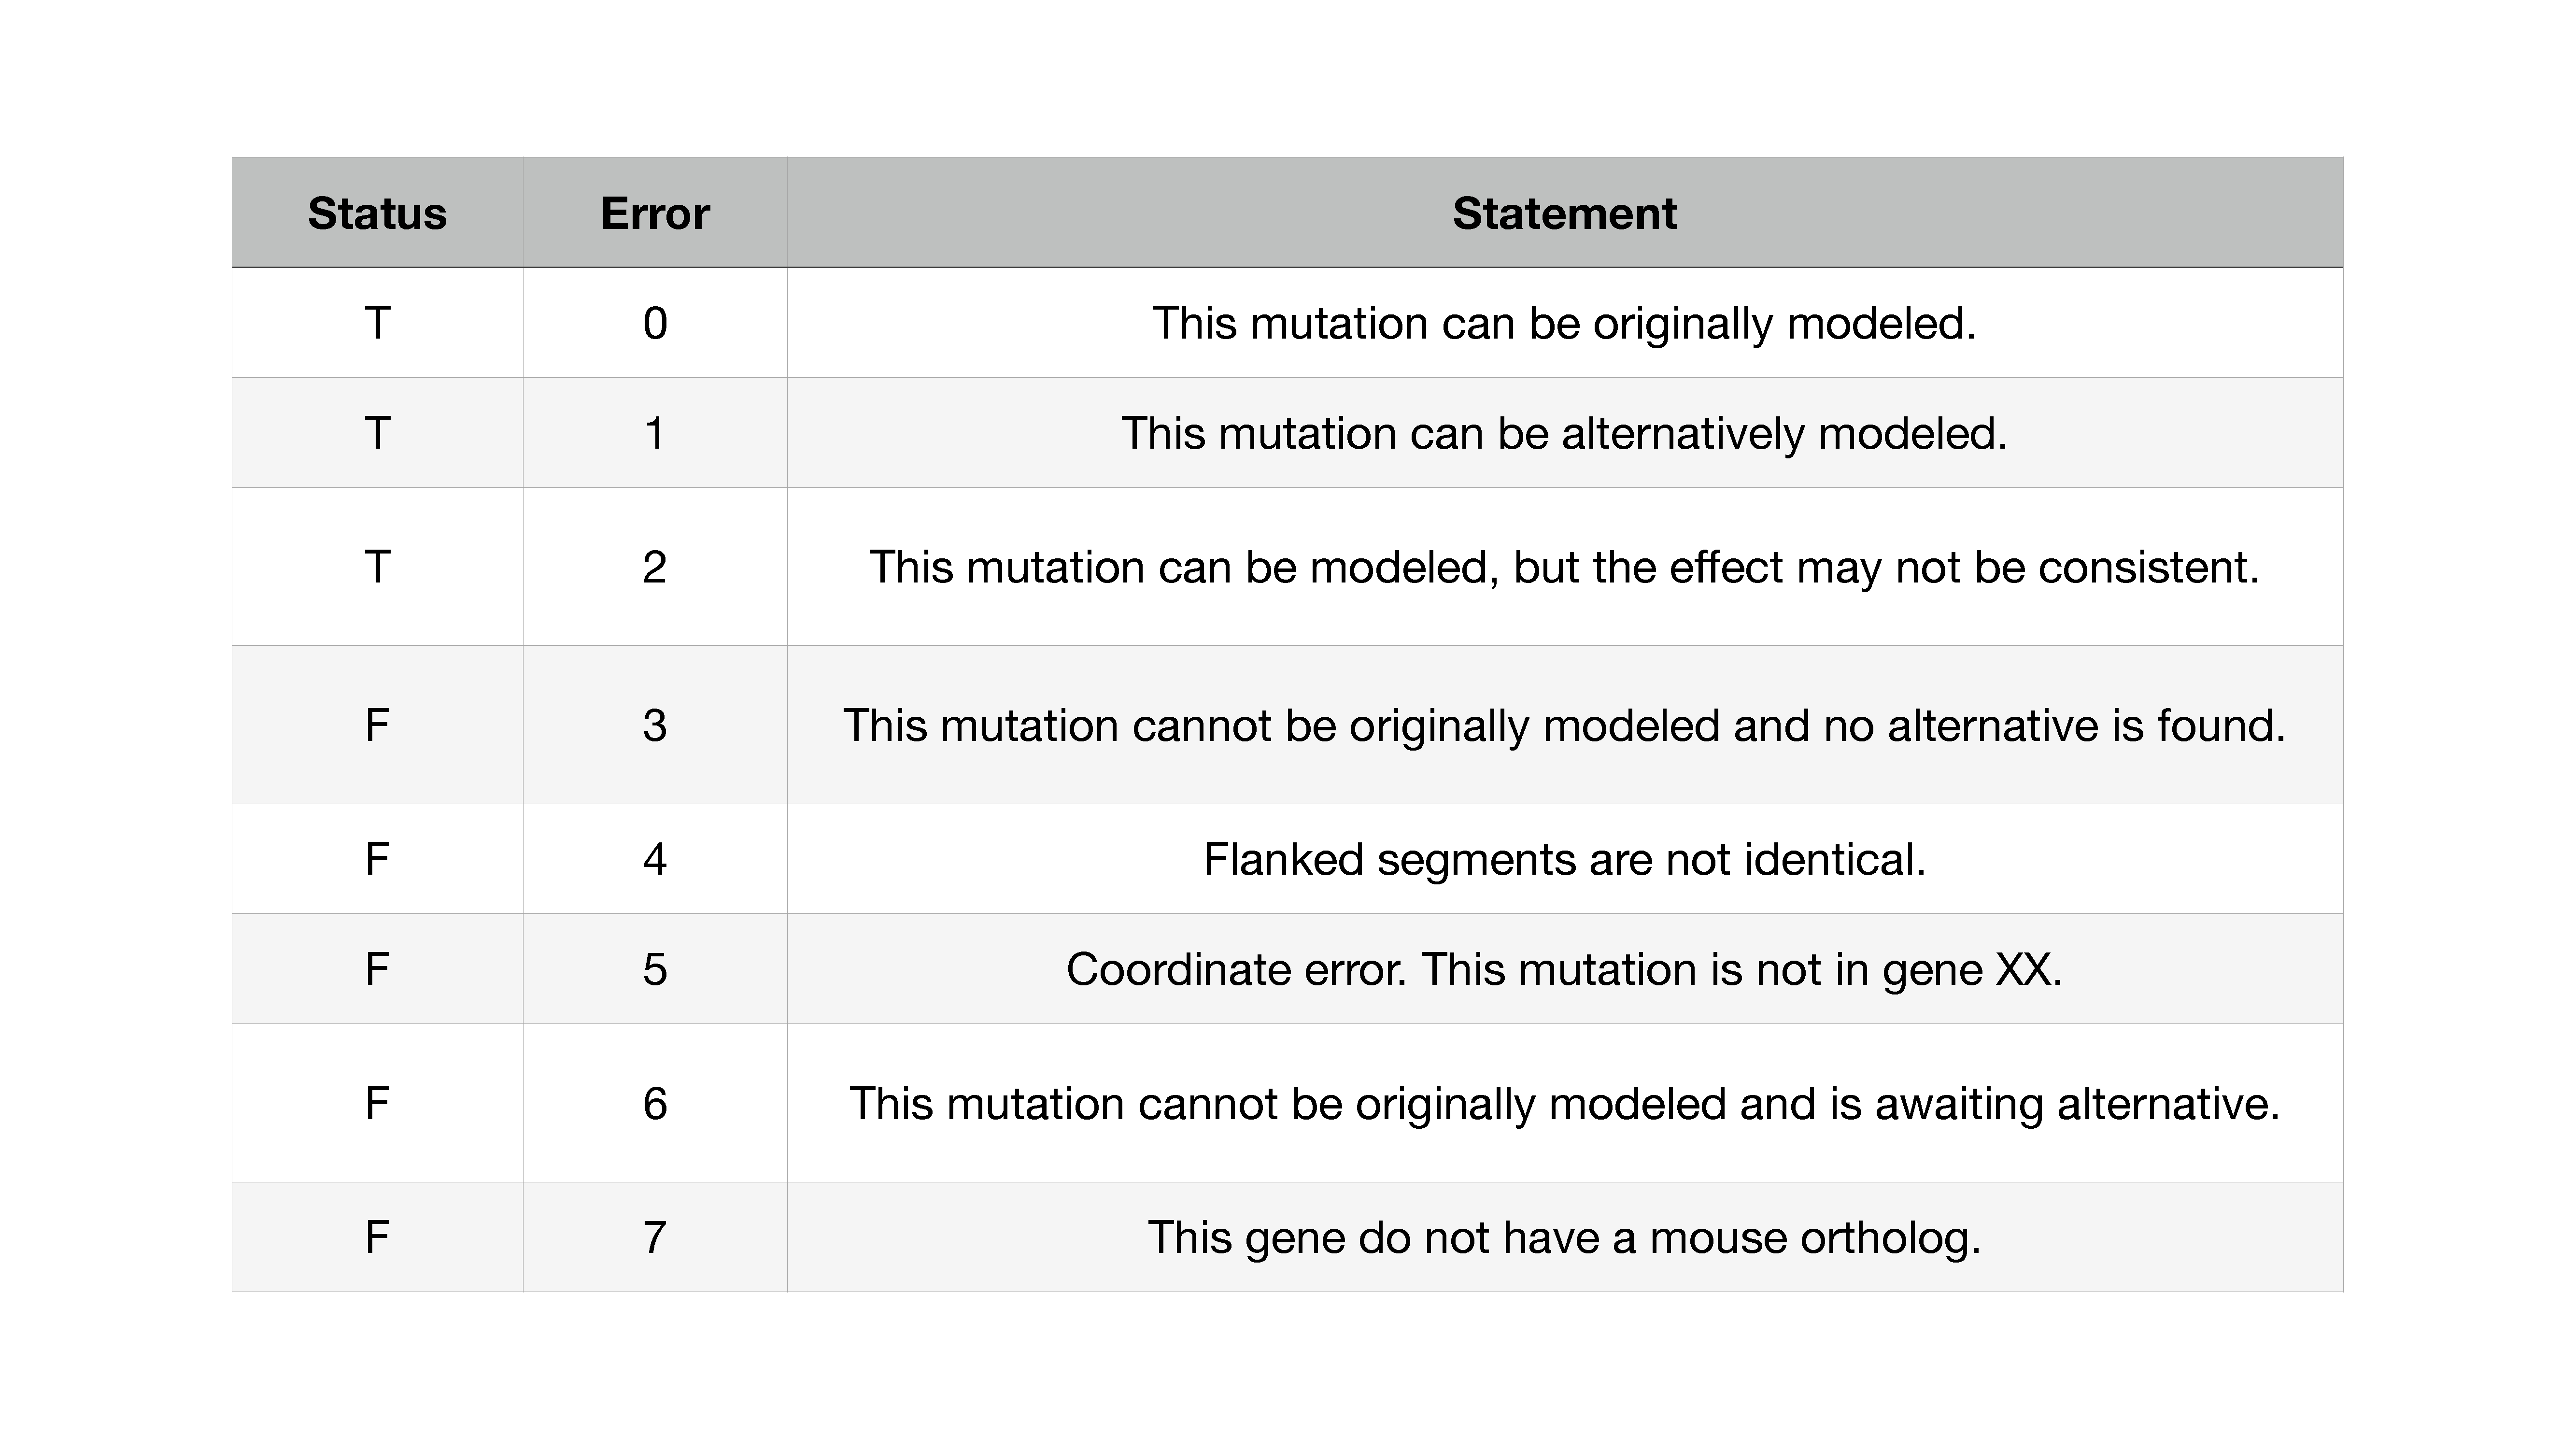 Status Error Statement
T 0 This mutation can be originally modeled.
T 1 This mutation can be alternatively modeled.
T 2 This mutation can be modeled, but the effect may not be consistent.
F 3 This mutation cannot be originally modeled and no alternative is found.
F 4 Flanked segments are not identical.
F 5 Coordinate error. This mutation is not in gene XX.
F 6 This mutation cannot be originally modeled and is awaiting alternative.
F 7 This gene do not have a mouse ortholog.